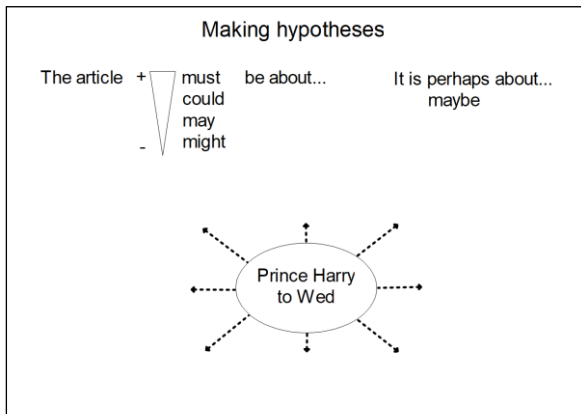 Making hypotheses
The article + must be about... It is perhaps about...
could maybe
may
- might
Prince Harry
to Wed